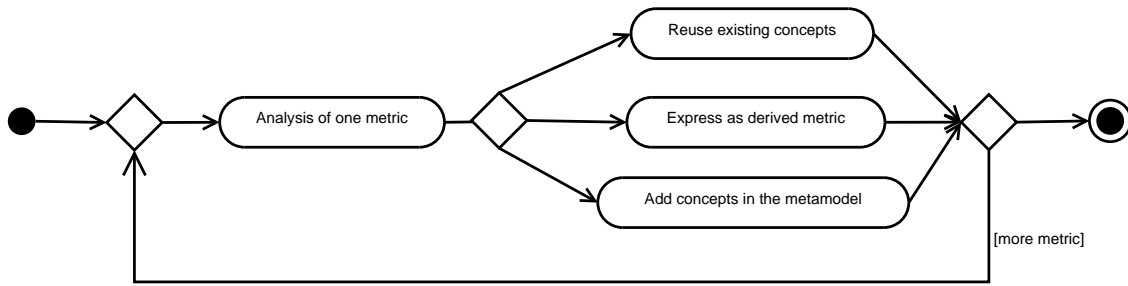 Reuse existing concepts
Analysis of one metric
Express as derived metric
Add concepts in the metamodel
[more metric]